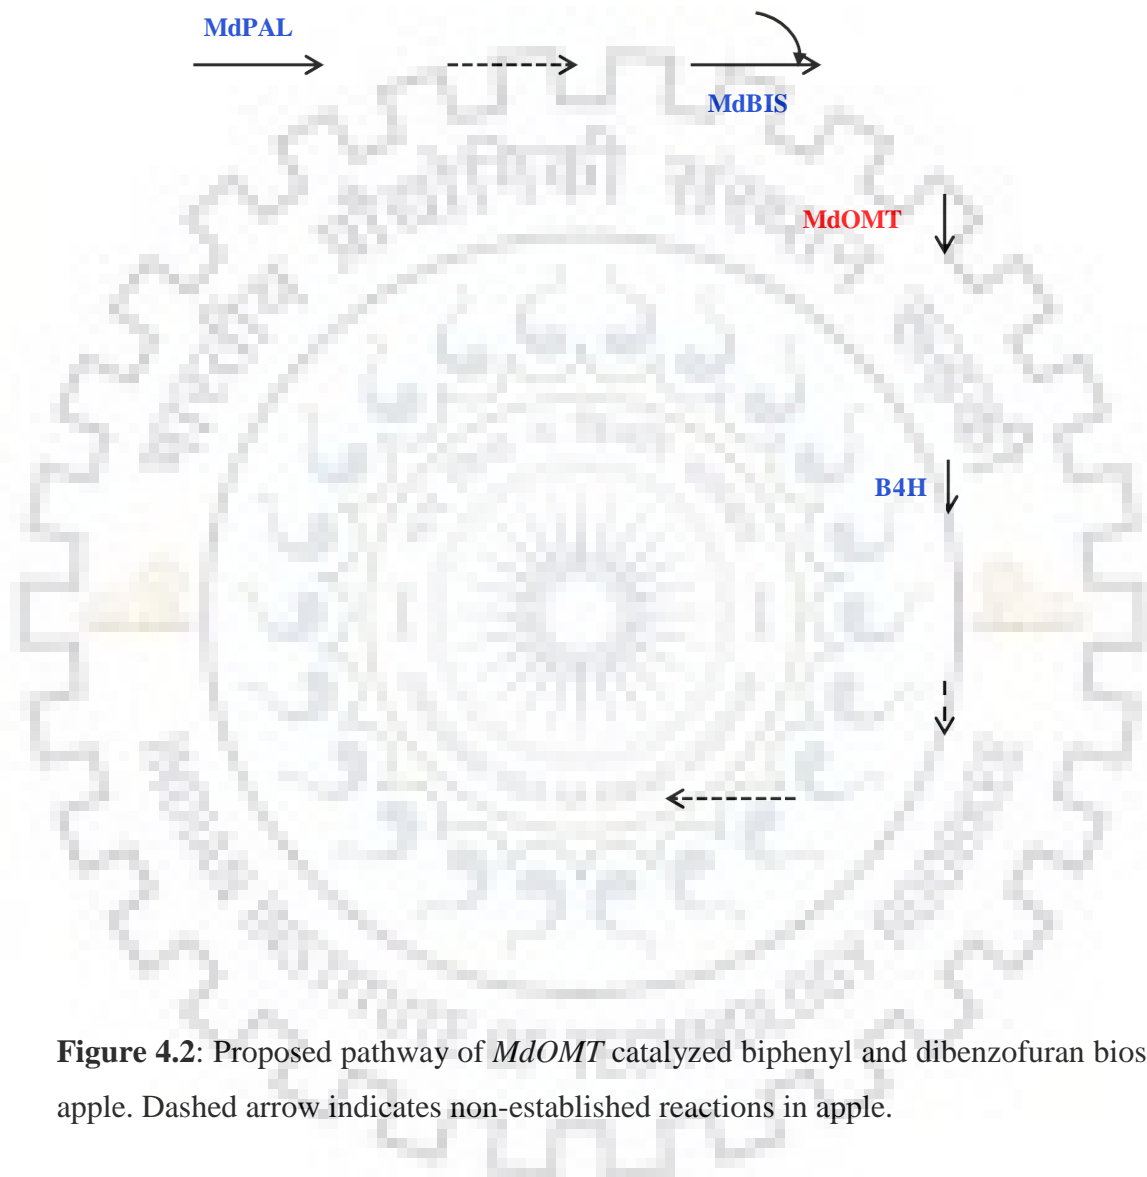 MdPAL
MdBIS
MdOMT
B4H
Figure 4.2: Proposed pathway of MdOMT catalyzed biphenyl and dibenzofuran bios
apple. Dashed arrow indicates non-established reactions in apple.